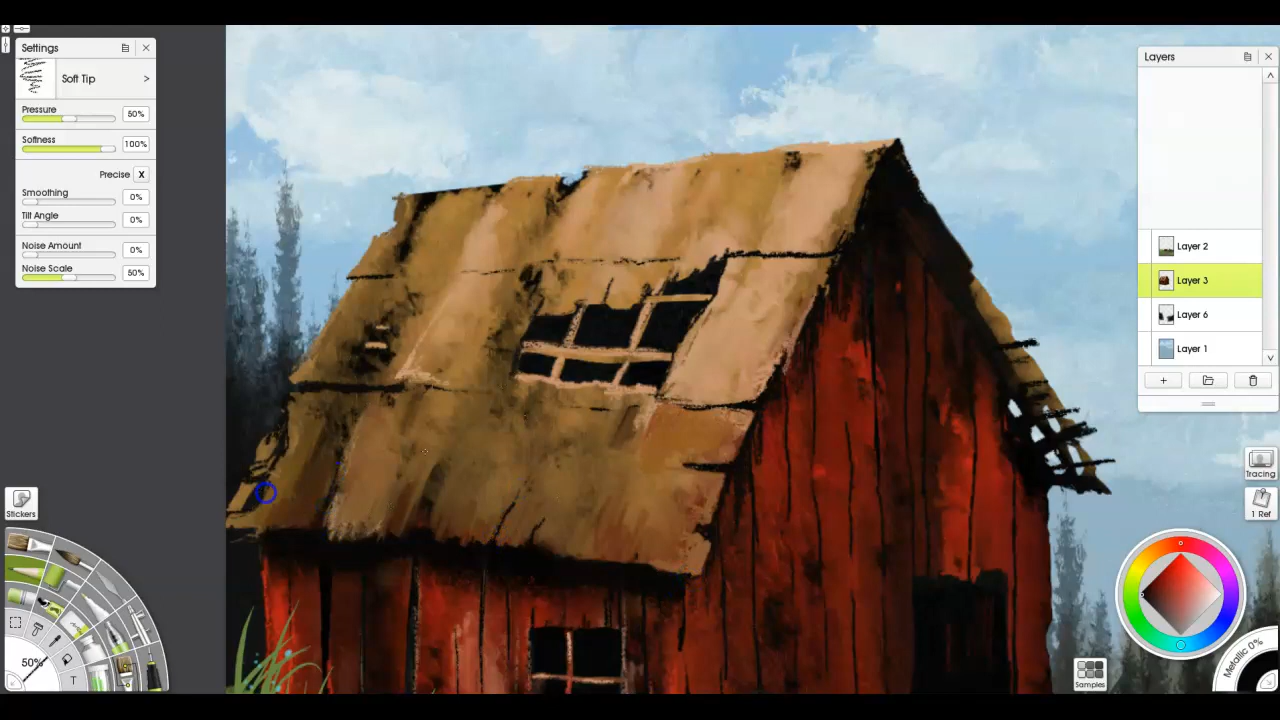 Settings
Soft Tip >
Pressure
50%
Softness
100%
Precise X
Smoothing
0%
Tilt Angle
0%
Noise Amount
0%
Noise Scale
50%
Stickers
50%
T
Layers
Layer 2
Layer 3
Layer 6
Layer 1
Tracing
1 Ref
Samples
Metallic 0%